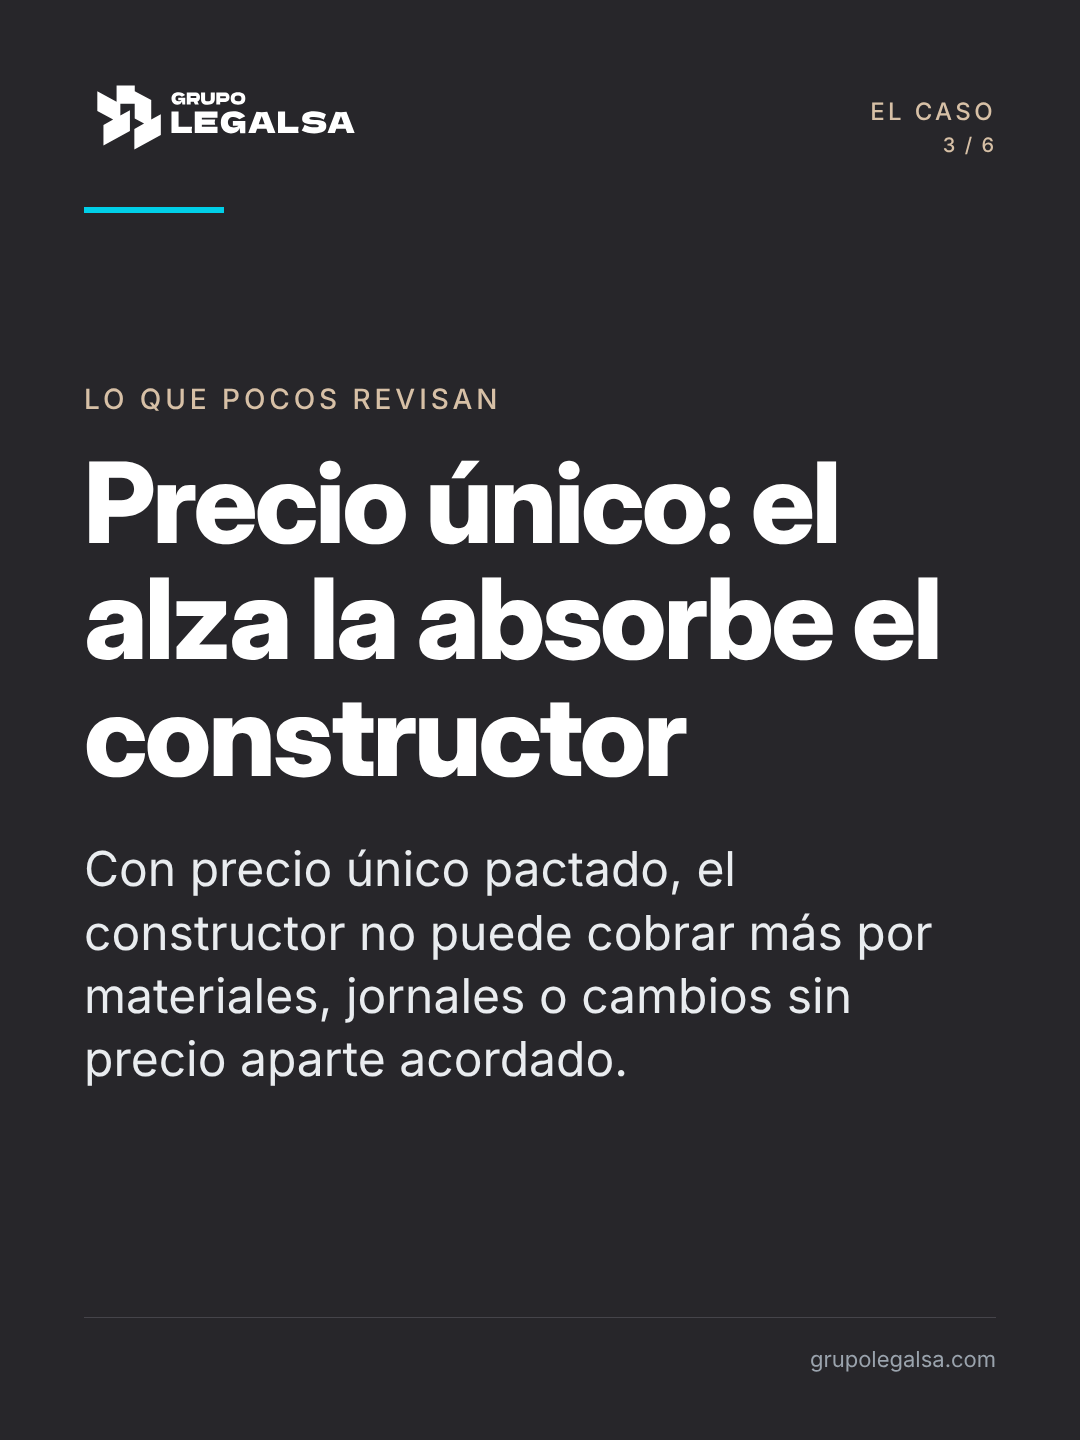 GRUPO
LEGALSA
EL CASO
3 / 6
LO QUE POCOS REVISAN
Precio único: el
alza la absorbe el
constructor
Con precio único pactado, el
constructor no puede cobrar más por
materiales, jornales o cambios sin
precio aparte acordado.
grupolegalsa.com